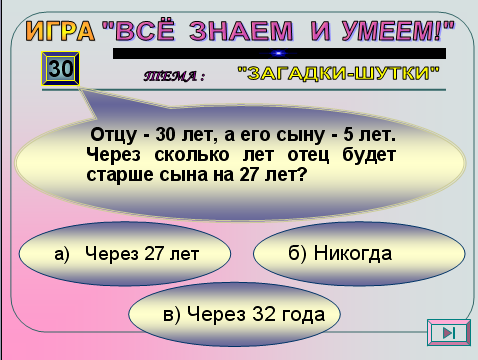 ИГРА "ВСЁ ЗНАЕМ И УМЕЕМ!"
30
ТЕМА : "ЗАГАДКИ-ШУТКИ"
Отцу - 30 лет, а его сыну - 5 лет.
Через сколько лет отец будет
старше сына на 27 лет?
а) Через 27 лет
б) Никогда
в) Через 32 года